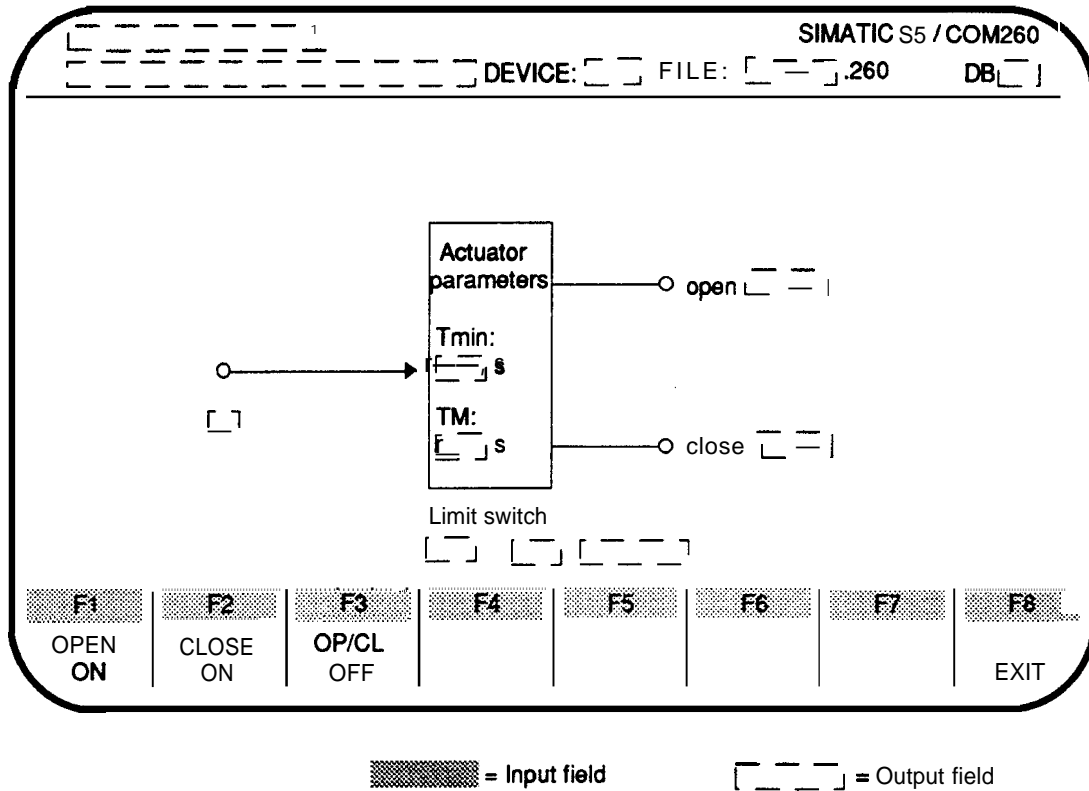 SIMATIC S5 / COM260
DEVICE: FILE: .260 DB
Actuator
parameters
open
Tmin:
s
TM:
s
close
Limit switch
F1 F2 F3 F4 F5 F6 F7 F8
OPEN ON
CLOSE ON
OP/CL OFF
EXIT
= Input field
= Output field